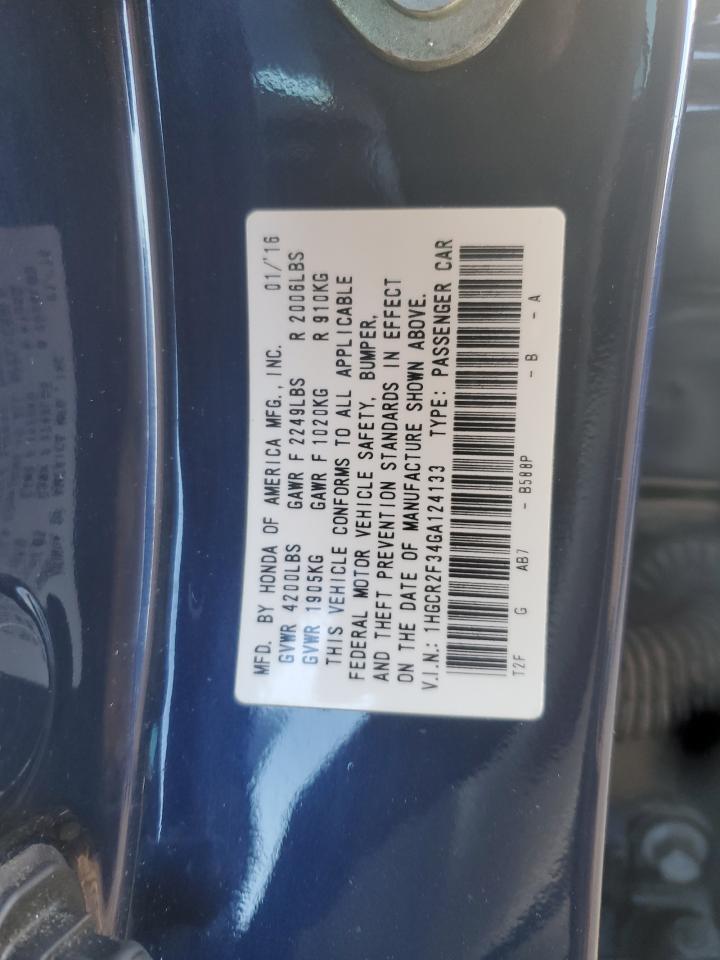 MFD. BY HONDA OF AMERICA MFG., INC. 01/'16
GVWR 4200LBS GAWR F 2249LBS R 2006LBS
GVWR 1905KG GAWR F 1020KG R 910KG
THIS VEHICLE CONFORMS TO ALL APPLICABLE
FEDERAL MOTOR VEHICLE SAFETY, BUMPER,
AND THEFT PREVENTION STANDARDS IN EFFECT
ON THE DATE OF MANUFACTURE SHOWN ABOVE.
V.I.N.: 1HGCR2F34GA124133 TYPE: PASSENGER CAR
T2F G AB7 - B588P - B - A